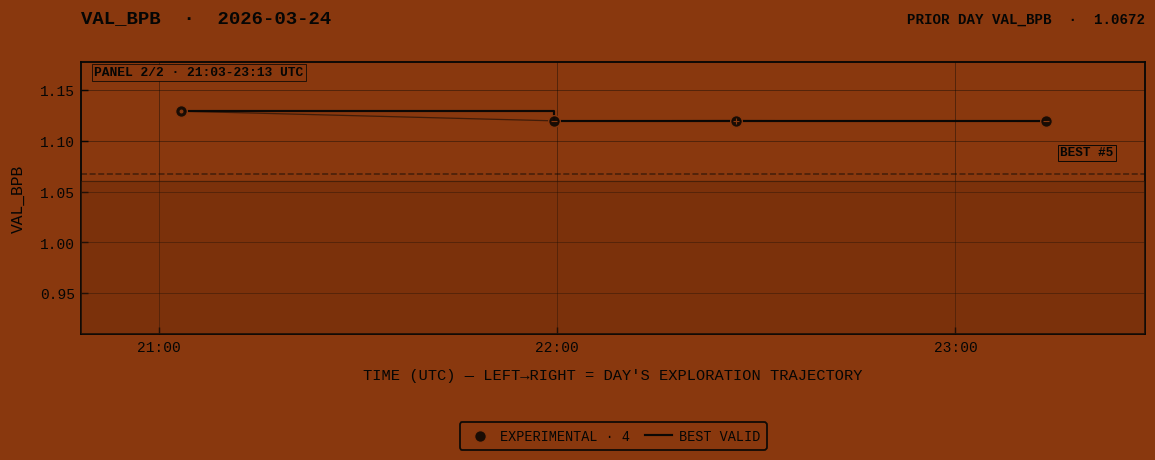 VAL_BPB · 2026-03-24
PRIOR DAY VAL_BPB · 1.0672
PANEL 2/2 · 21:03-23:13 UTC
1.15
1.10
BEST #5
1.05
1.00
0.95
VAL_BPB
21:00 22:00 23:00
TIME (UTC) — LEFT→RIGHT = DAY'S EXPLORATION TRAJECTORY
EXPERIMENTAL · 4 BEST VALID